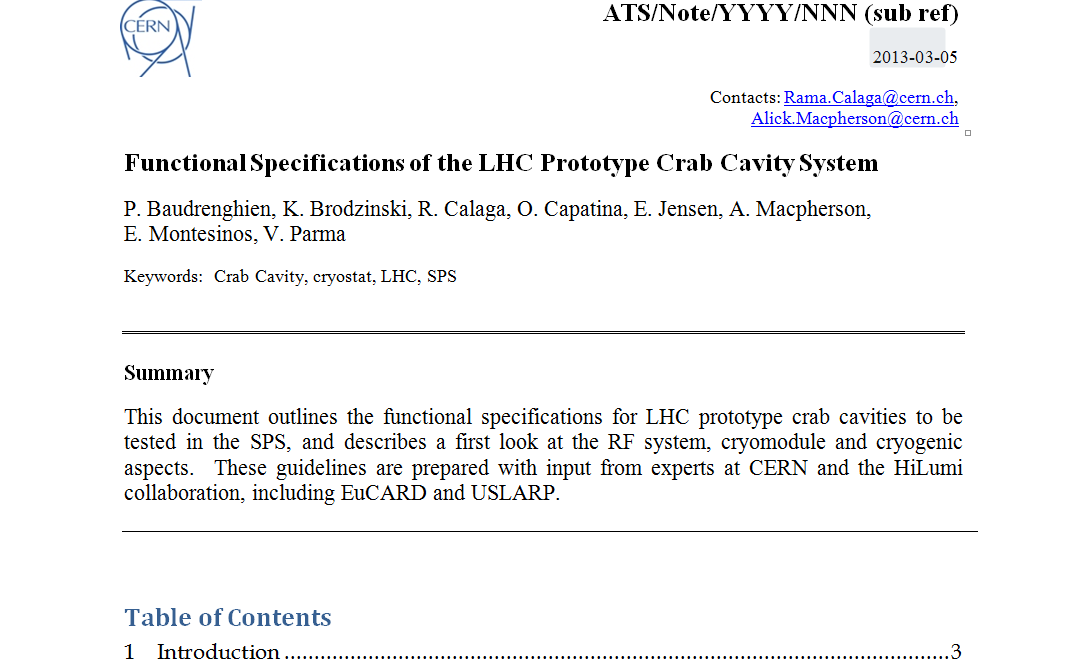 CERN
ATS/Note/YYYY/NNN (sub ref)
2013-03-05
Contacts: Rama.Calaga@cern.ch,
Alick.Macpherson@cern.ch
Functional Specifications of the LHC Prototype Crab Cavity System
P. Baudrenghien, K. Brodzinski, R. Calaga, O. Capatina, E. Jensen, A. Macpherson,
E. Montesinos, V. Parma
Keywords: Crab Cavity, cryostat, LHC, SPS
Summary
This document outlines the functional specifications for LHC prototype crab cavities to be
tested in the SPS, and describes a first look at the RF system, cryomodule and cryogenic
aspects. These guidelines are prepared with input from experts at CERN and the HiLumi
collaboration, including EuCARD and USLARP.
Table of Contents
1 Introduction ................................................................................................................3